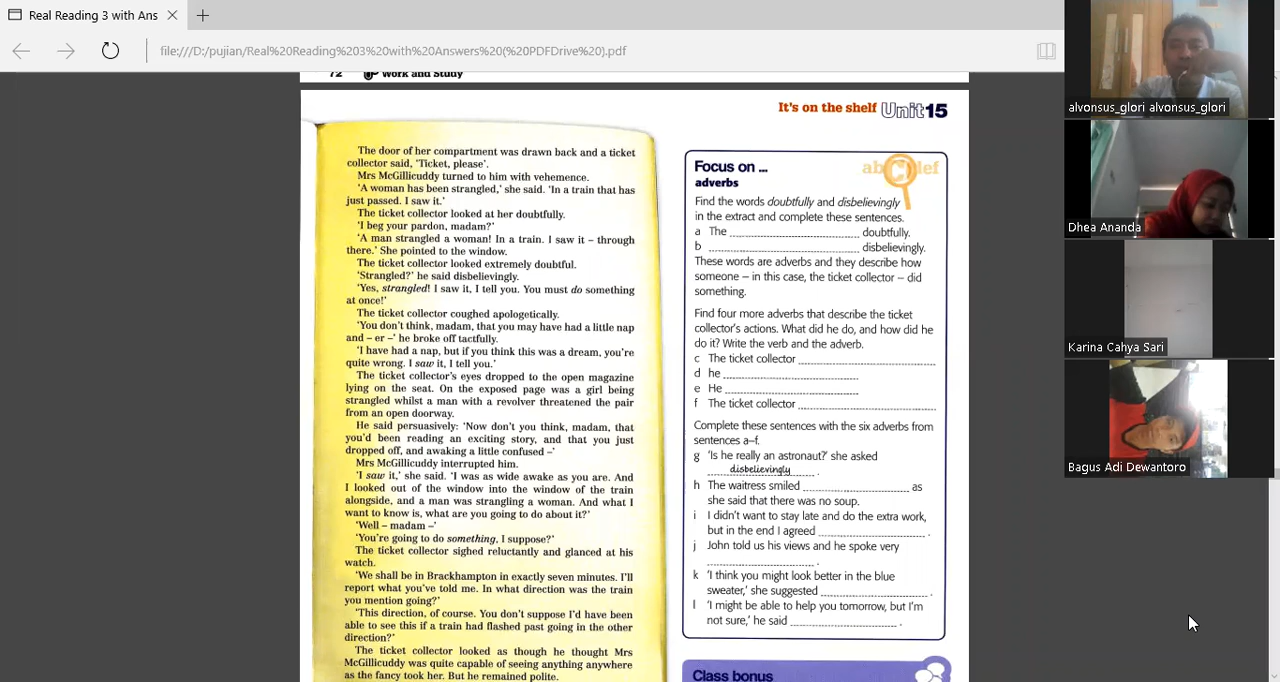 Real Reading 3 with Ans
file:///D:/pujian/Real%20Reading%203%20with%20Answers%20(%20PDFDrive%20).pdf
72 Work and Study
It's on the shelf Unit 15
The door of her compartment was drawn back and a ticket
collector said, 'Ticket, please'.
Mrs McGillicuddy turned to him with vehemence.
'A woman has been strangled,' she said. 'In a train that has
just passed. I saw it.'
The ticket collector looked at her doubtfully.
'I beg your pardon, madam?'
'A man strangled a woman! In a train. I saw it – through
there.' She pointed to the window.
The ticket collector looked extremely doubtful.
'Strangled?' he said disbelievingly.
'Yes, strangled! I saw it, I tell you. You must do something
at once!'
The ticket collector coughed apologetically.
'You don't think, madam, that you may have had a little nap
and – er –' he broke off tactfully.
'I have had a nap, but if you think this was a dream, you're
quite wrong. I saw it, I tell you.'
The ticket collector's eyes dropped to the open magazine
lying on the seat. On the exposed page was a girl being
strangled whilst a man with a revolver threatened the pair
from an open doorway.
He said persuasively: 'Now don't you think, madam, that
you'd been reading an exciting story, and that you just
dropped off, and awaking a little confused –'
Mrs McGillicuddy interrupted him.
'I saw it,' she said. 'I was as wide awake as you are. And
I looked out of the window into the window of the train
alongside, and a man was strangling a woman. And what I
want to know is, what are you going to do about it?'
'Well – madam –'
'You're going to do something, I suppose?'
The ticket collector sighed reluctantly and glanced at his
watch.
'We shall be in Brackhampton in exactly seven minutes. I'll
report what you've told me. In what direction was the train
you mention going?'
'This direction, of course. You don't suppose I'd have been
able to see this if a train had flashed past going in the other
direction?'
The ticket collector looked as though he thought Mrs
McGillicuddy was quite capable of seeing anything anywhere
as the fancy took her. But he remained polite.
Focus on ...
adverbs
abcdef
Find the words doubtfully and disbelievingly
in the extract and complete these sentences.
a The doubtfully.
b disbelievingly.
These words are adverbs and they describe how
someone – in this case, the ticket collector – did
something.
Find four more adverbs that describe the ticket
collector's actions. What did he do, and how did he
do it? Write the verb and the adverb.
c The ticket collector
d he
e He
f The ticket collector
Complete these sentences with the six adverbs from
sentences a–f.
g 'Is he really an astronaut?' she asked
disbelievingly .
h The waitress smiled as
she said that there was no soup.
i I didn't want to stay late and do the extra work,
but in the end I agreed .
j John told us his views and he spoke very
.
k 'I think you might look better in the blue
sweater,' she suggested .
l 'I might be able to help you tomorrow, but I'm
not sure,' he said .
Class bonus
alvonsus_glori alvonsus_glori
Dhea Ananda
Karina Cahya Sari
Bagus Adi Dewantoro